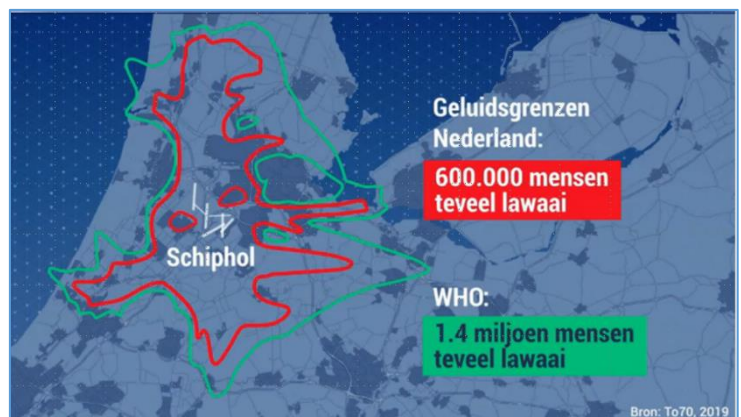 Geluidsgrenzen
Nederland:
600.000 mensen
teveel lawaai
Schiphol
WHO:
1.4 miljoen mensen
teveel lawaai
Bron: To70, 2019